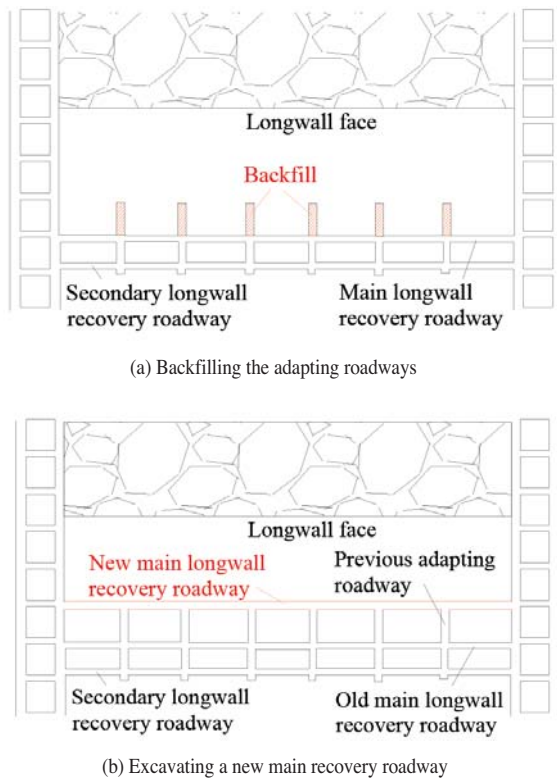 Longwall face
Backfill
Secondary longwall
recovery roadway
Main longwall
recovery roadway
(a) Backfilling the adapting roadways
Longwall face
New main longwall
recovery roadway
Previous adapting
roadway
Secondary longwall
recovery roadway
Old main longwall
recovery roadway
(b) Excavating a new main recovery roadway